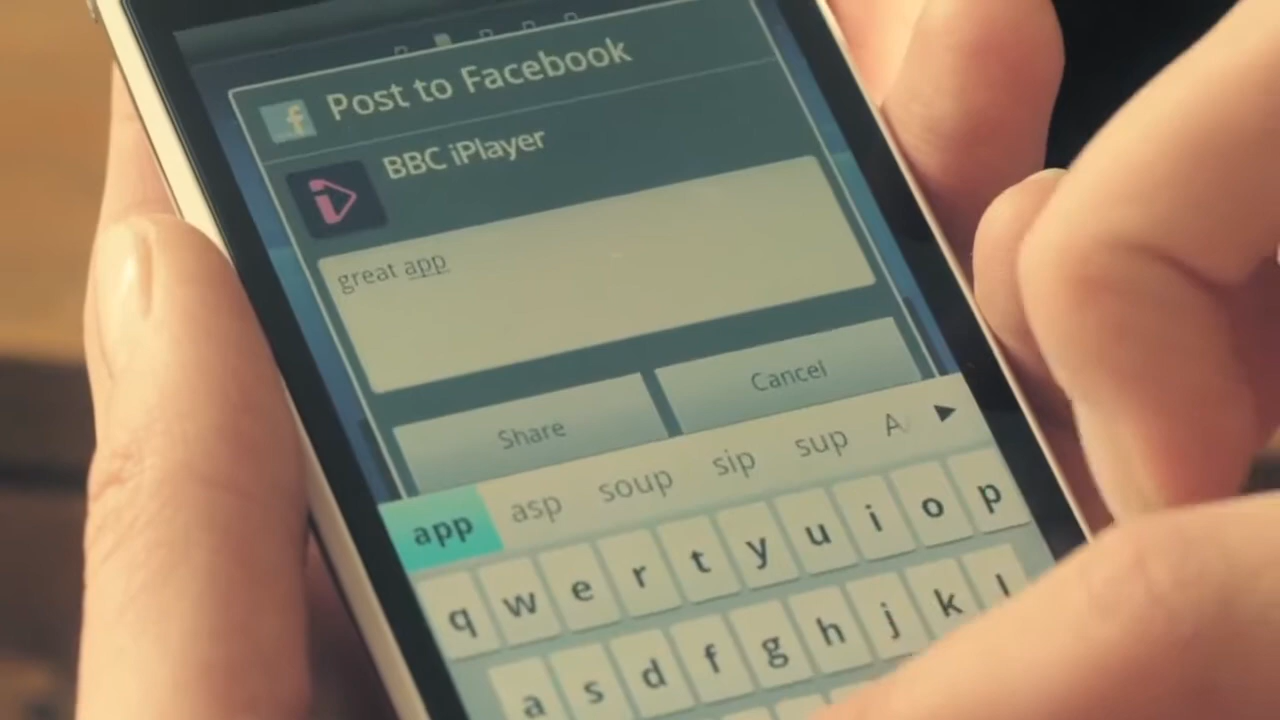 f Post to Facebook
BBC iPlayer
great app
Share Cancel
app asp soup sip sup A
q w e r t y u i o p
a s d f g h j k l